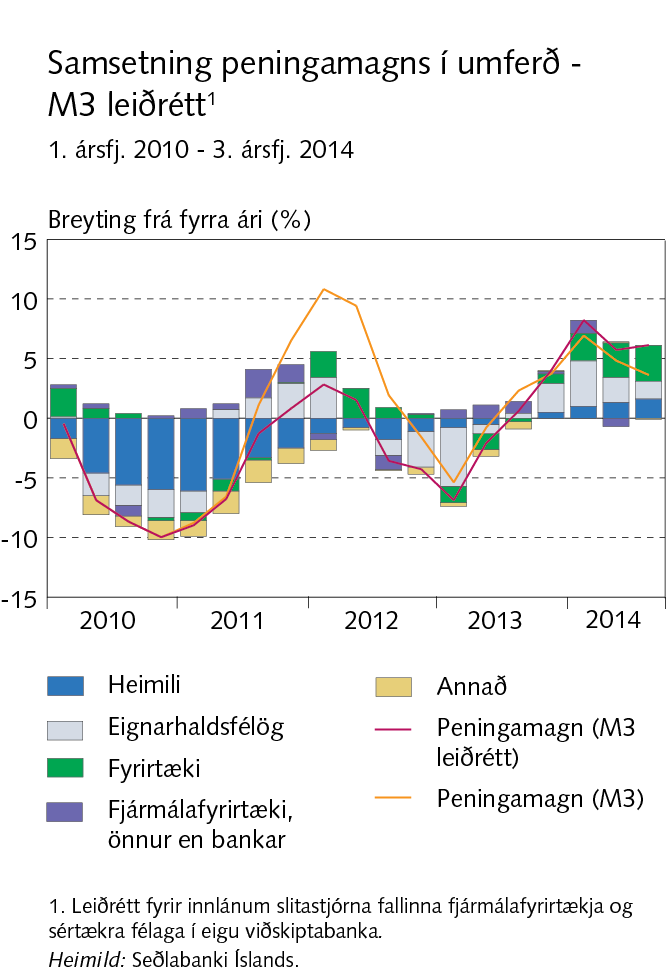 Samsetning peningamagns í umferð -
M3 leiðrétt¹
1. ársfj. 2010 - 3. ársfj. 2014
Breyting frá fyrra ári (%)
15
10
5
0
-5
-10
-15
2010 2011 2012 2013 2014
Heimili
Eignarhaldsfélög
Fyrirtæki
Fjármálafyrirtæki,
önnur en bankar
Annað
Peningamagn (M3
leiðrétt)
Peningamagn (M3)
1. Leiðrétt fyrir innlánum slitastjórna fallinna fjármálafyrirtækja og
sértækra félaga í eigu viðskiptabanka.
Heimild: Seðlabanki Íslands.